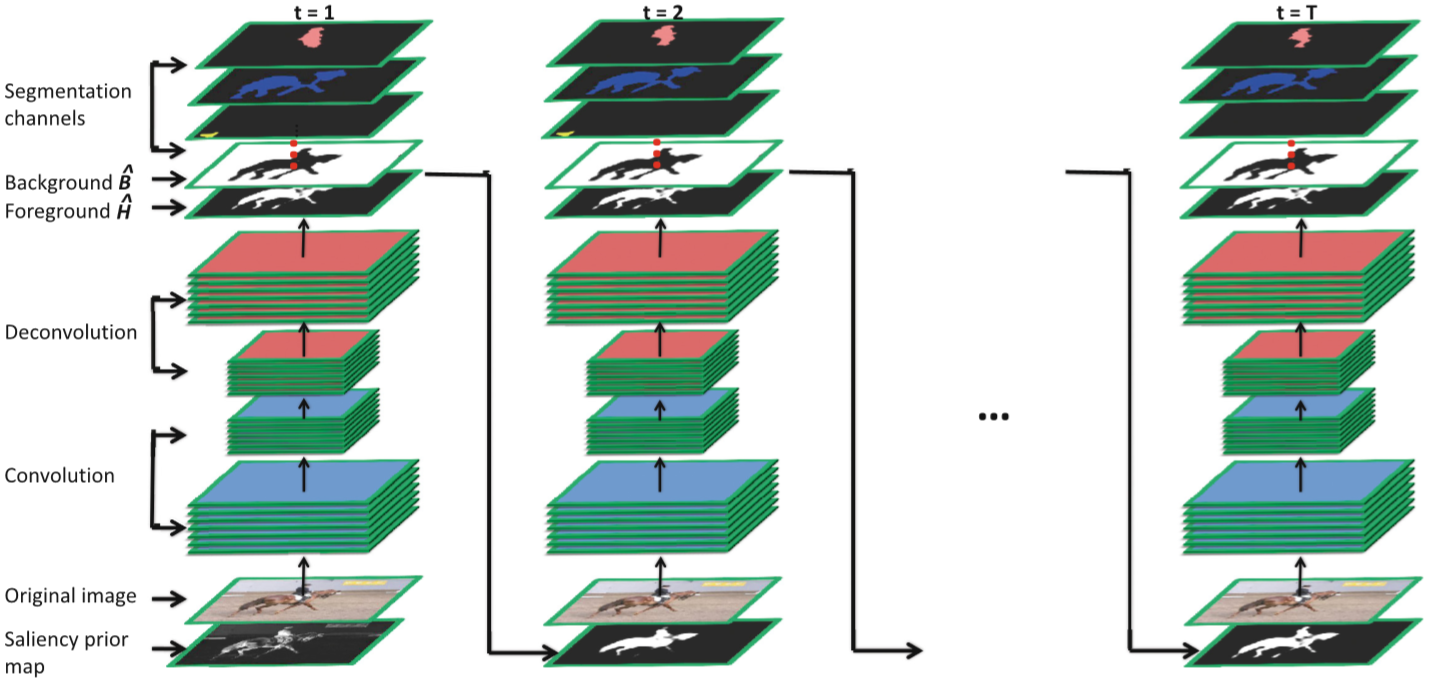 t = 1
t = 2
t = T
Segmentation
channels
Background B̂
Foreground Ĥ
Deconvolution
...
Convolution
Original image
Saliency prior
map